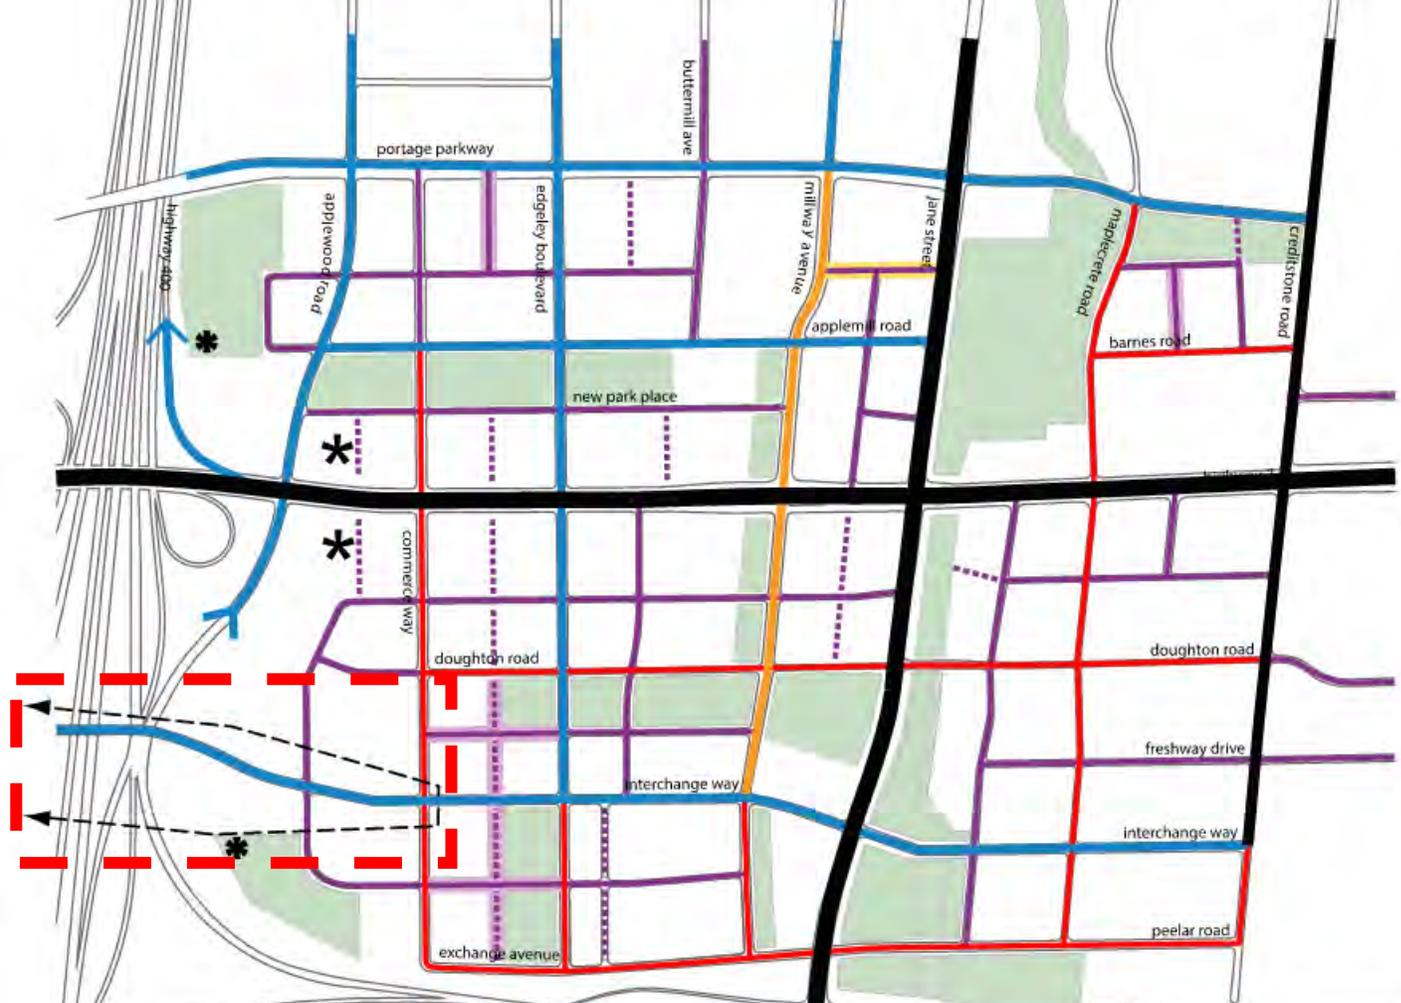 buttermill ave
portage parkway
highway 400
applewood road
edgeley boulevard
millway avenue
jane street
maplecrete road
creditstone road
applemill road
barnes road
new park place
commerce way
doughton road
doughton road
freshway drive
interchange way
interchange way
peelar road
exchange avenue